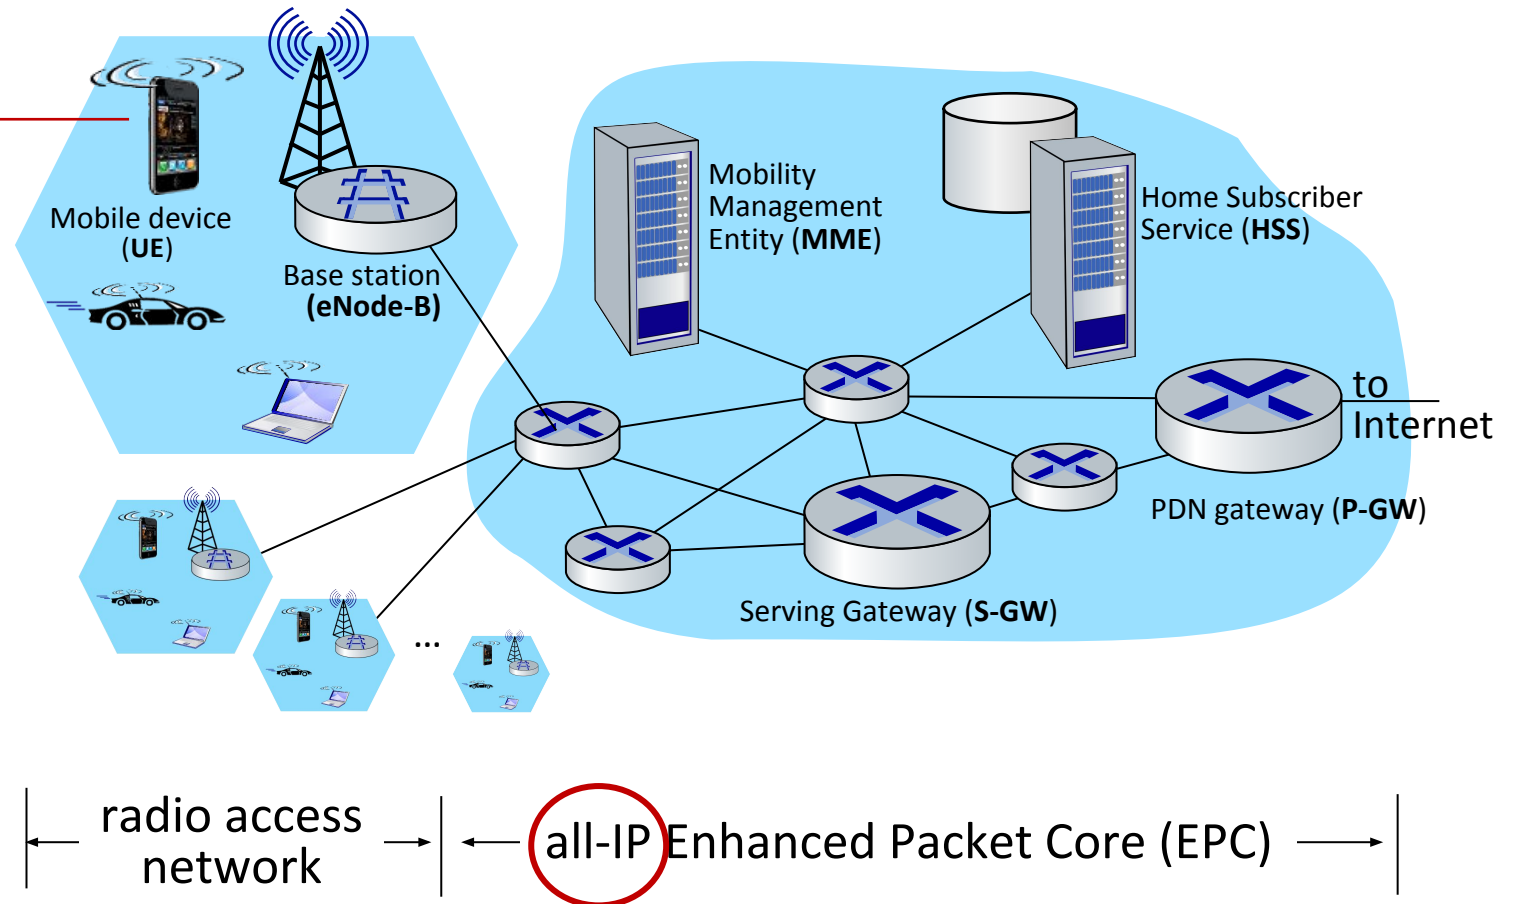 Mobile device
(UE)
Base station
(eNode-B)
Mobility
Management
Entity (MME)
Home Subscriber
Service (HSS)
to
Internet
PDN gateway (P-GW)
Serving Gateway (S-GW)
...
radio access
network
all-IP Enhanced Packet Core (EPC)